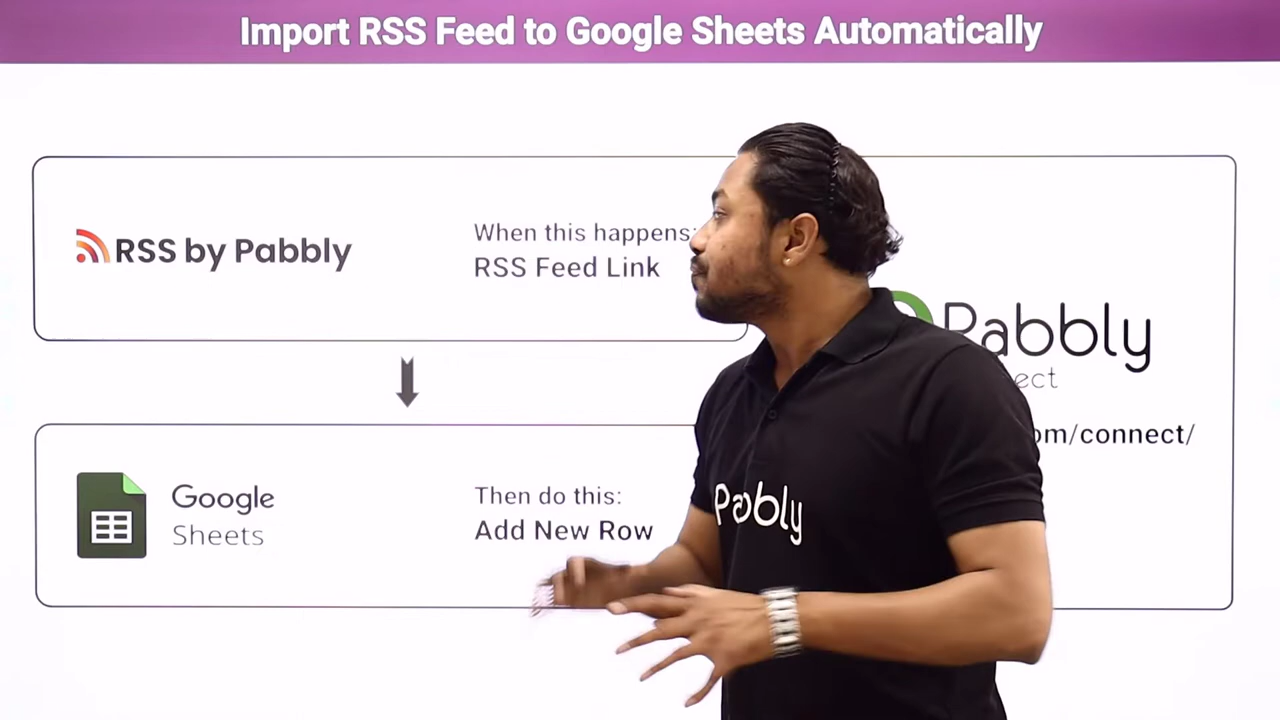 Import RSS Feed to Google Sheets Automatically
RSS by Pabbly
When this happens:
RSS Feed Link
Pabbly
ect
om/connect/
Google
Sheets
Then do this:
Add New Row
Pabbly